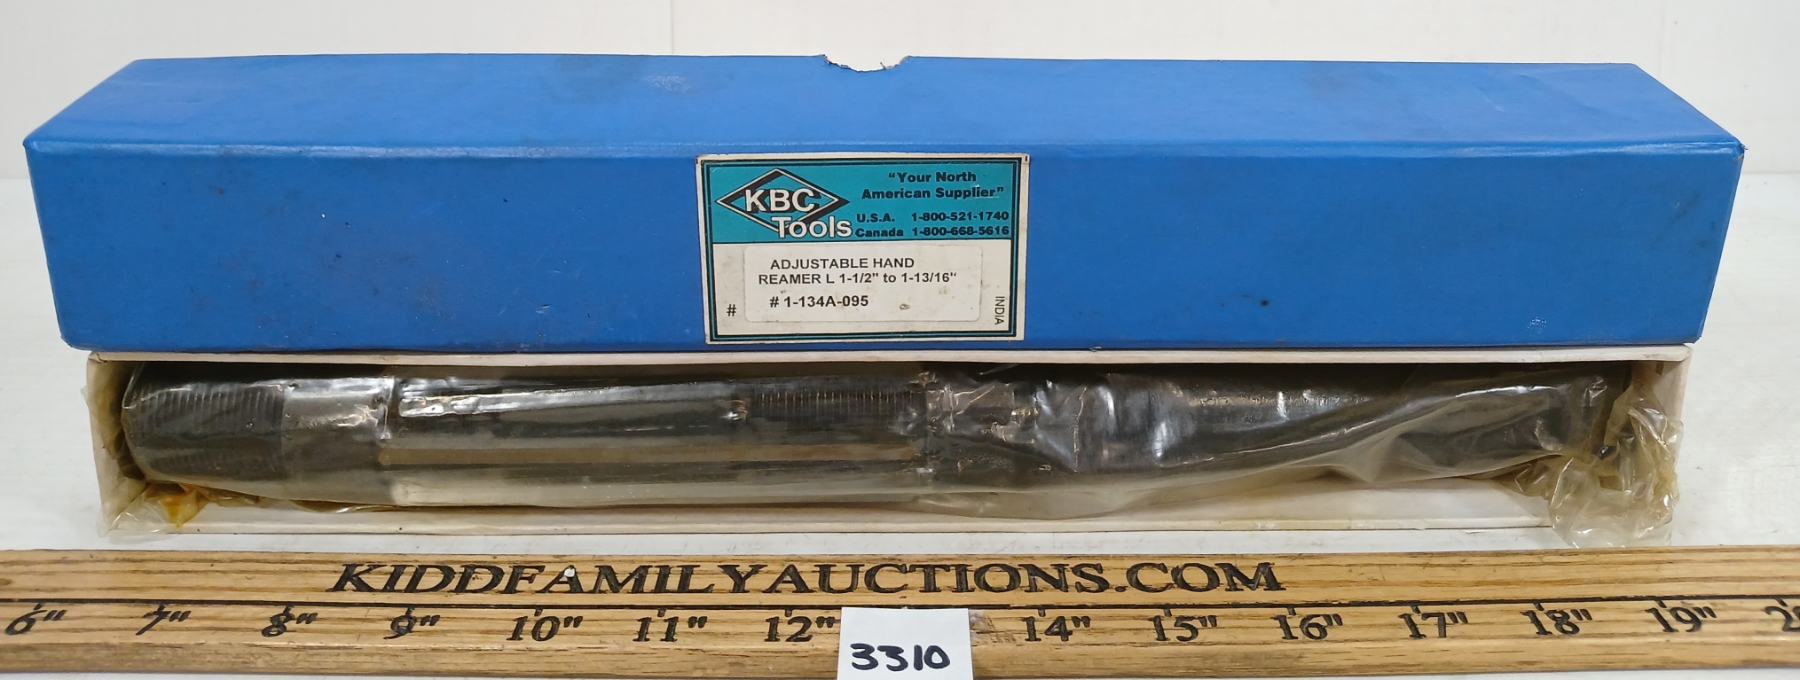 KBC
Tools
"Your North
American Supplier"
U.S.A. 1-800-521-1740
Canada 1-800-668-5616
ADJUSTABLE HAND
REAMER L 1-1/2" to 1-13/16"
# 1-134A-095
#
INDIA
KIDDFAMILYAUCTIONS.COM
6" 7" 8" 9" 10" 11" 12" 14" 15" 16" 17" 18" 19"
3310